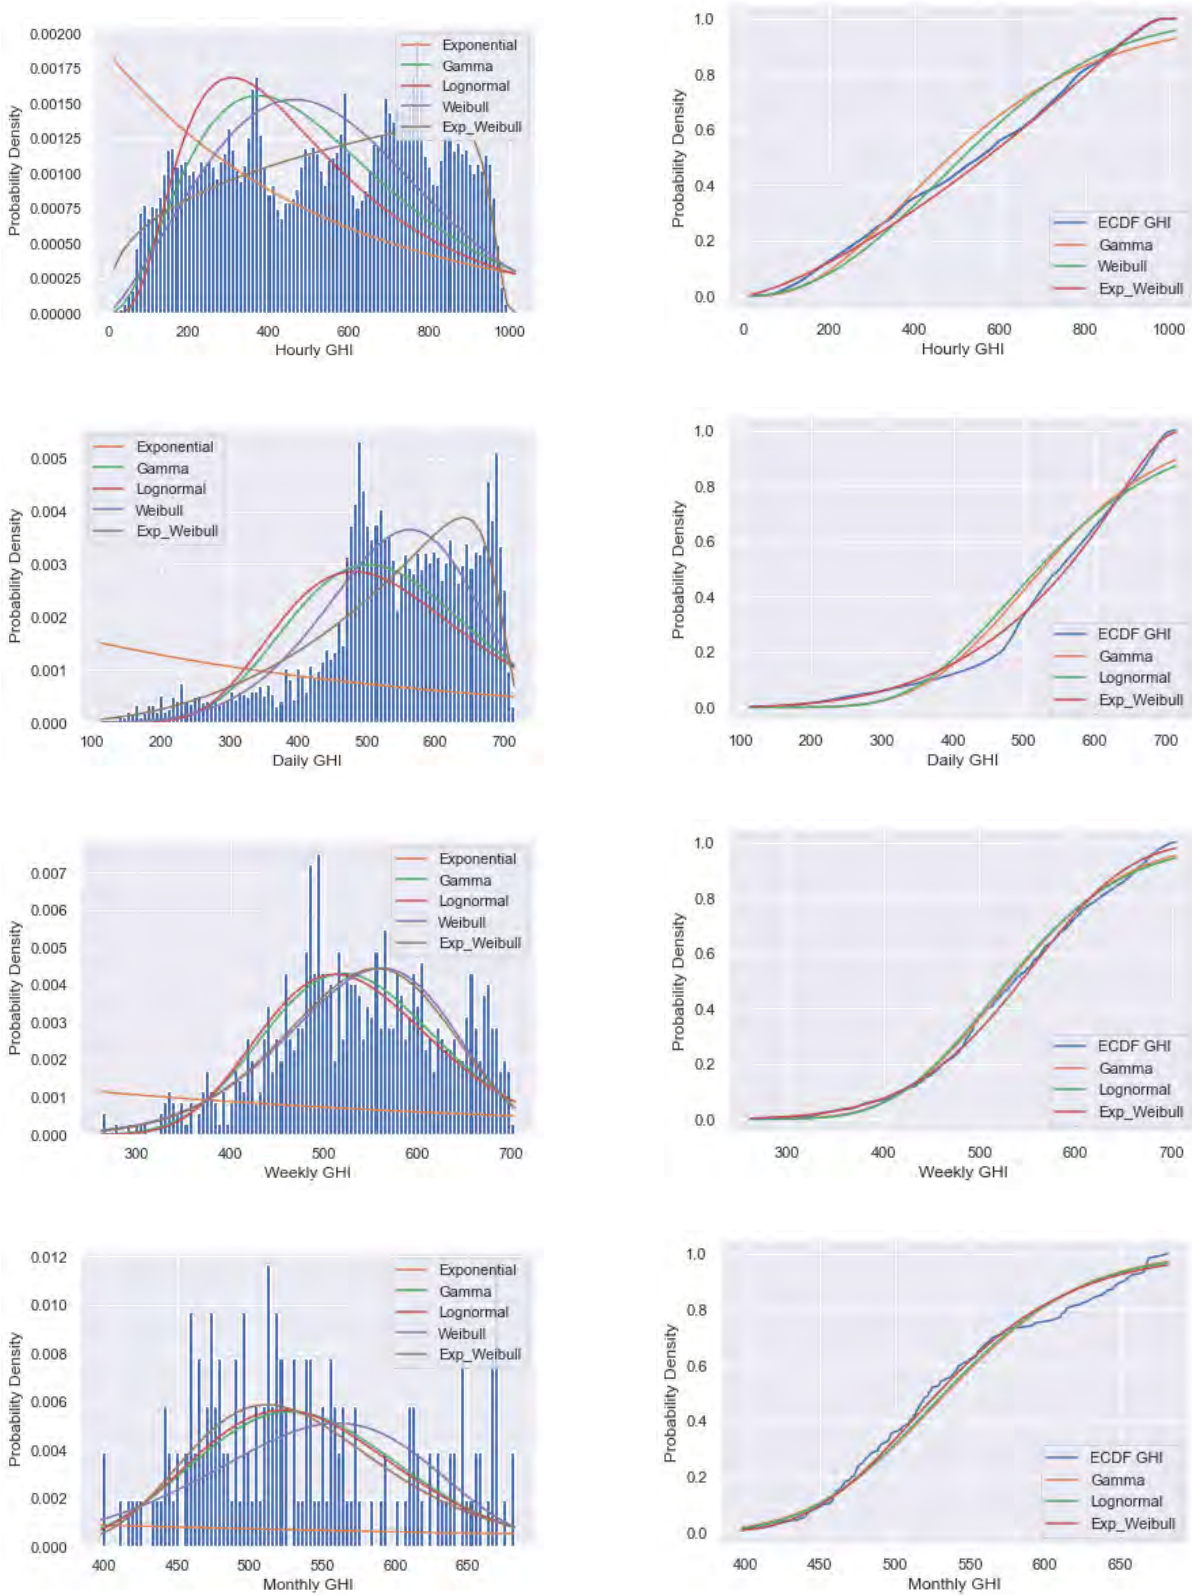 0.00200
0.00175
0.00150
0.00125
0.00100
0.00075
0.00050
0.00025
0.00000
Probability Density
Exponential
Gamma
Lognormal
Weibull
Exp_Weibull
0 200 400 600 800 1000
Hourly GHI
1.0
0.8
0.6
0.4
0.2
0.0
Probability Density
ECDF GHI
Gamma
Weibull
Exp_Weibull
0 200 400 600 800 1000
Hourly GHI
0.005
0.004
0.003
0.002
0.001
0.000
Probability Density
Exponential
Gamma
Lognormal
Weibull
Exp_Weibull
100 200 300 400 500 600 700
Daily GHI
1.0
0.8
0.6
0.4
0.2
0.0
Probability Density
ECDF GHI
Gamma
Lognormal
Exp_Weibull
100 200 300 400 500 600 700
Daily GHI
0.007
0.006
0.005
0.004
0.003
0.002
0.001
0.000
Probability Density
Exponential
Gamma
Lognormal
Weibull
Exp_Weibull
300 400 500 600 700
Weekly GHI
1.0
0.8
0.6
0.4
0.2
0.0
Probability Density
ECDF GHI
Gamma
Lognormal
Exp_Weibull
300 400 500 600 700
Weekly GHI
0.012
0.010
0.008
0.006
0.004
0.002
0.000
Probability Density
Exponential
Gamma
Lognormal
Weibull
Exp_Weibull
400 450 500 550 600 650
Monthly GHI
1.0
0.8
0.6
0.4
0.2
0.0
Probability Density
ECDF GHI
Gamma
Lognormal
Exp_Weibull
400 450 500 550 600 650
Monthly GHI